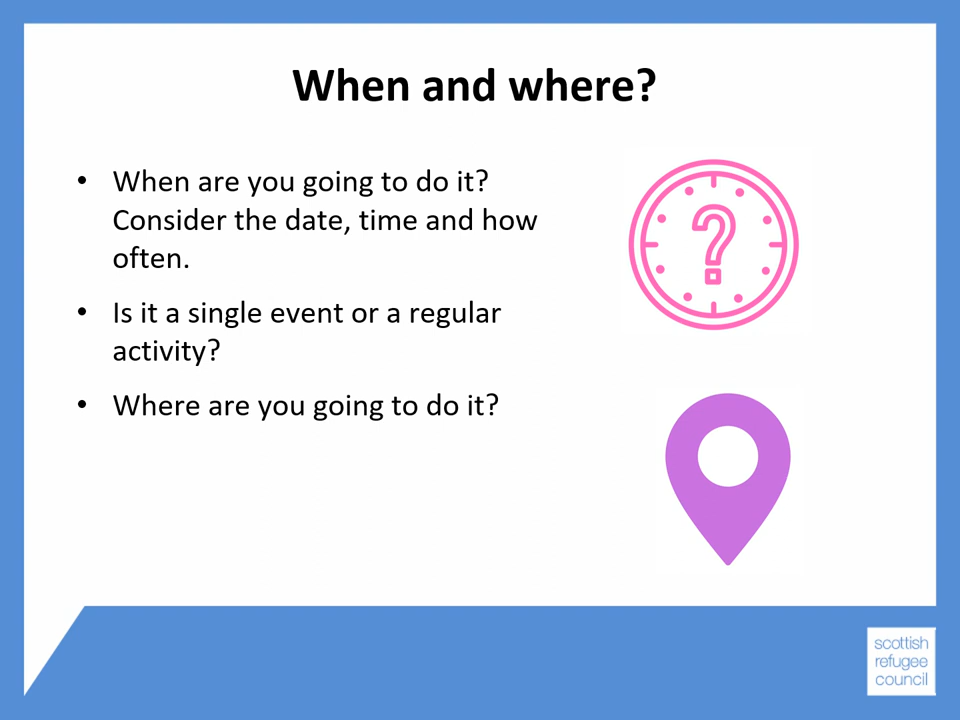 When and where?
• When are you going to do it?
Consider the date, time and how
often.
• Is it a single event or a regular
activity?
• Where are you going to do it?
?
scottish
refugee
council